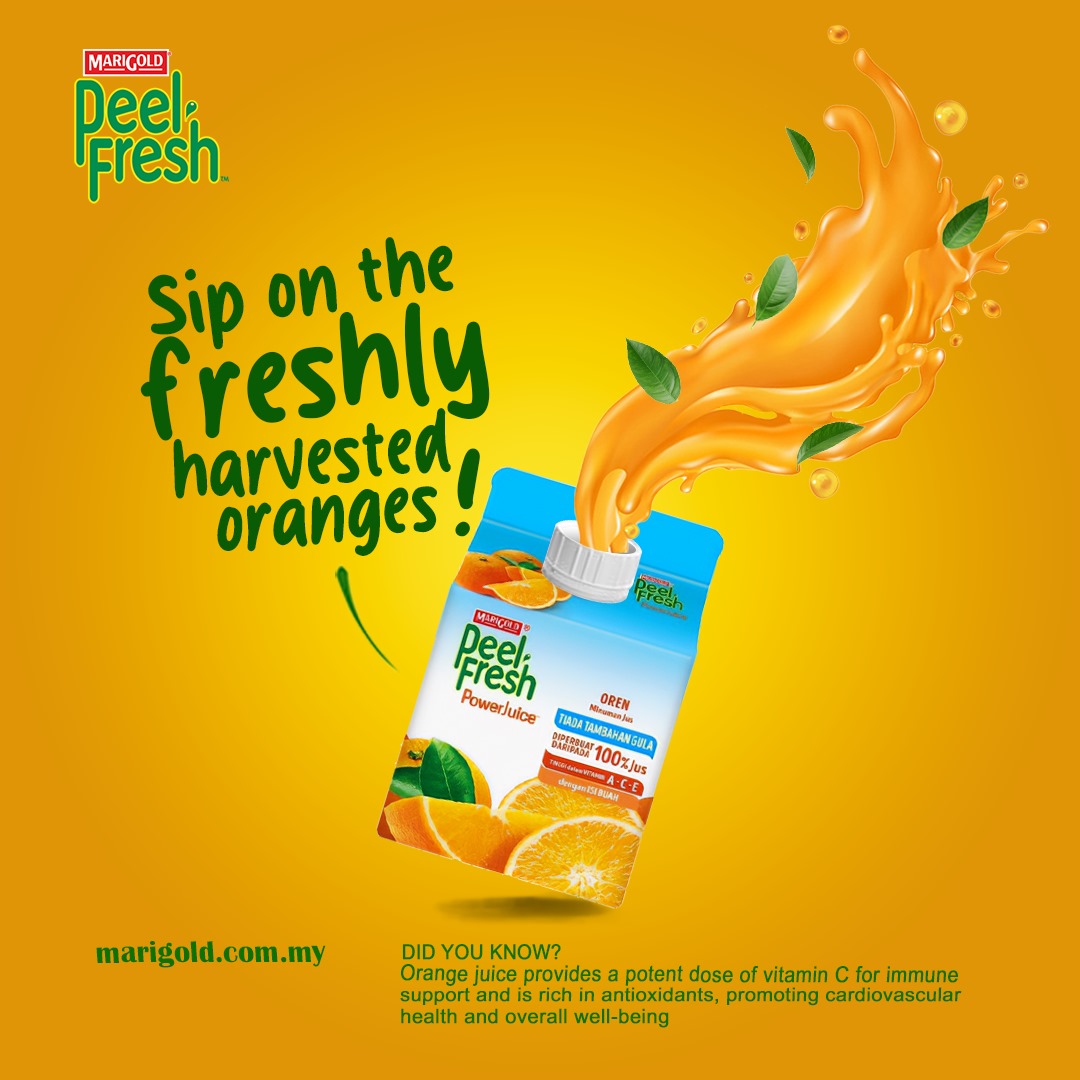 MARIGOLD
Peel
Fresh™
Sip on the
freshly
harvested
oranges!
Peel
Fresh
MARIGOLD ®
Peel
Fresh
PowerJuice™
OREN
Minuman Jus
TIADA TAMBAHAN GULA
DIPERBUAT
DARIPADA 100% Jus
TINGGI dalam VITAMIN A-C-E
dengan ISI BUAH
marigold.com.my
DID YOU KNOW?
Orange juice provides a potent dose of vitamin C for immune
support and is rich in antioxidants, promoting cardiovascular
health and overall well-being